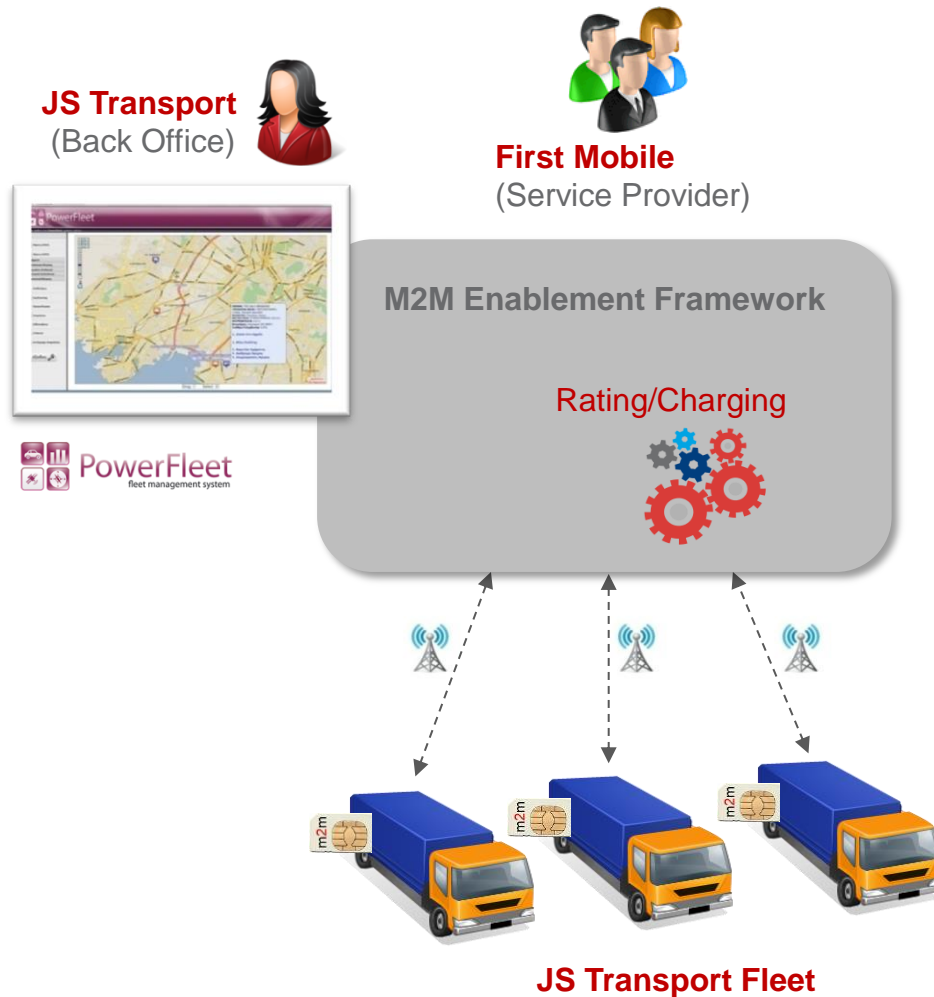 JS Transport
(Back Office)
First Mobile
(Service Provider)
PowerFleet
M2M Enablement Framework
Rating/Charging
PowerFleet
fleet management system
m2m
m2m
m2m
JS Transport Fleet